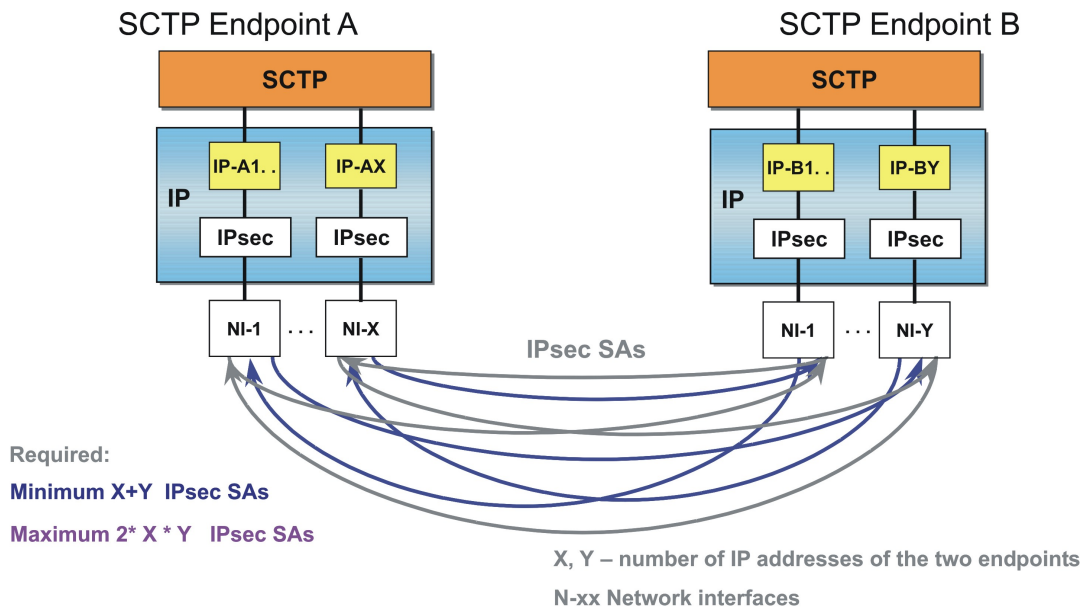 SCTP Endpoint A
SCTP Endpoint B
SCTP
SCTP
IP-A1. .
IP-AX
IP-B1. .
IP-BY
IP
IP
IPsec
IPsec
IPsec
IPsec
NI-1
. . .
NI-X
NI-1
. . .
NI-Y
IPsec SAs
Required:
Minimum X+Y IPsec SAs
Maximum 2* X * Y IPsec SAs
X, Y – number of IP addresses of the two endpoints
N-xx Network interfaces